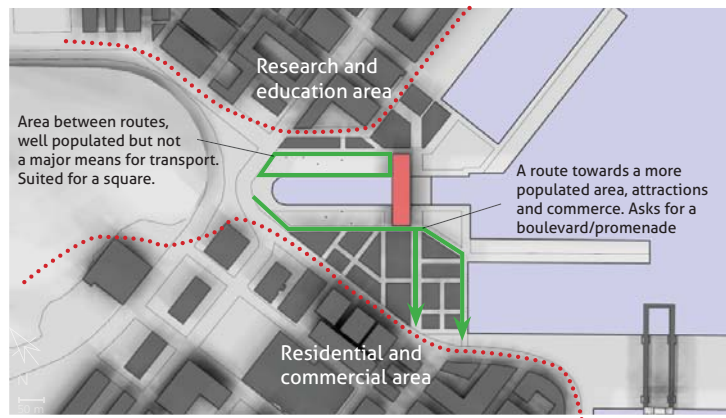 Research and
education area
Area between routes,
well populated but not
a major means for transport.
Suited for a square.
A route towards a more
populated area, attractions
and commerce. Asks for a
boulevard/promenade
Residential and
commercial area
50 m